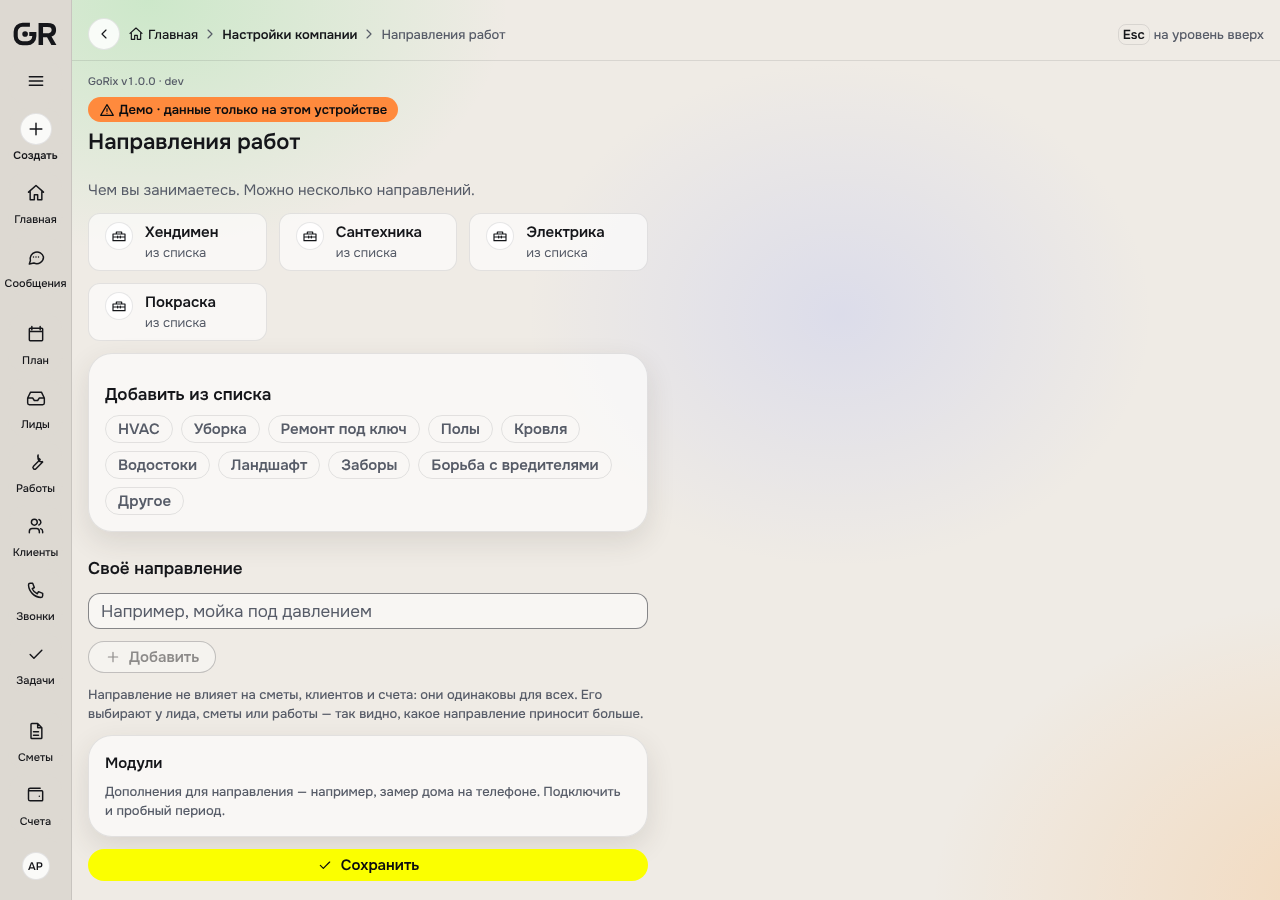 GR
Главная
Настройки компании
Направления работ
Esc на уровень вверх
GoRix v1.0.0 · dev
Демо · данные только на этом устройстве
Направления работ
Чем вы занимаетесь. Можно несколько направлений.
Хендимен
из списка
Сантехника
из списка
Электрика
из списка
Покраска
из списка
Добавить из списка
HVAC
Уборка
Ремонт под ключ
Полы
Кровля
Водостоки
Ландшафт
Заборы
Борьба с вредителями
Другое
Своё направление
Например, мойка под давлением
Добавить
Направление не влияет на сметы, клиентов и счета: они одинаковы для всех. Его
выбирают у лида, сметы или работы — так видно, какое направление приносит больше.
Модули
Дополнения для направления — например, замер дома на телефоне. Подключить
и пробный период.
Сохранить
Создать
Главная
Сообщения
План
Лиды
Работы
Клиенты
Звонки
Задачи
Сметы
Счета
AP